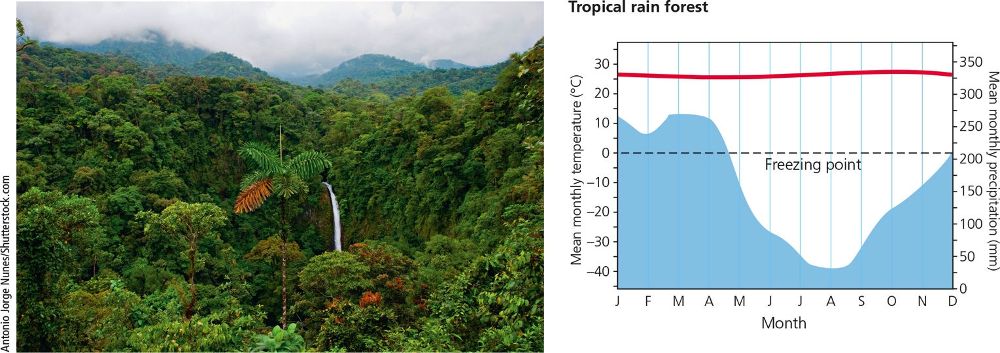 Antonio Jorge Nunes/Shutterstock.com
Tropical rain forest
Mean monthly temperature (°C)
30
20
10
0
–10
–20
–30
–40
Freezing point
350
300
250
200
150
100
50
0
Mean monthly precipitation (mm)
J F M A M J J A S O N D
Month